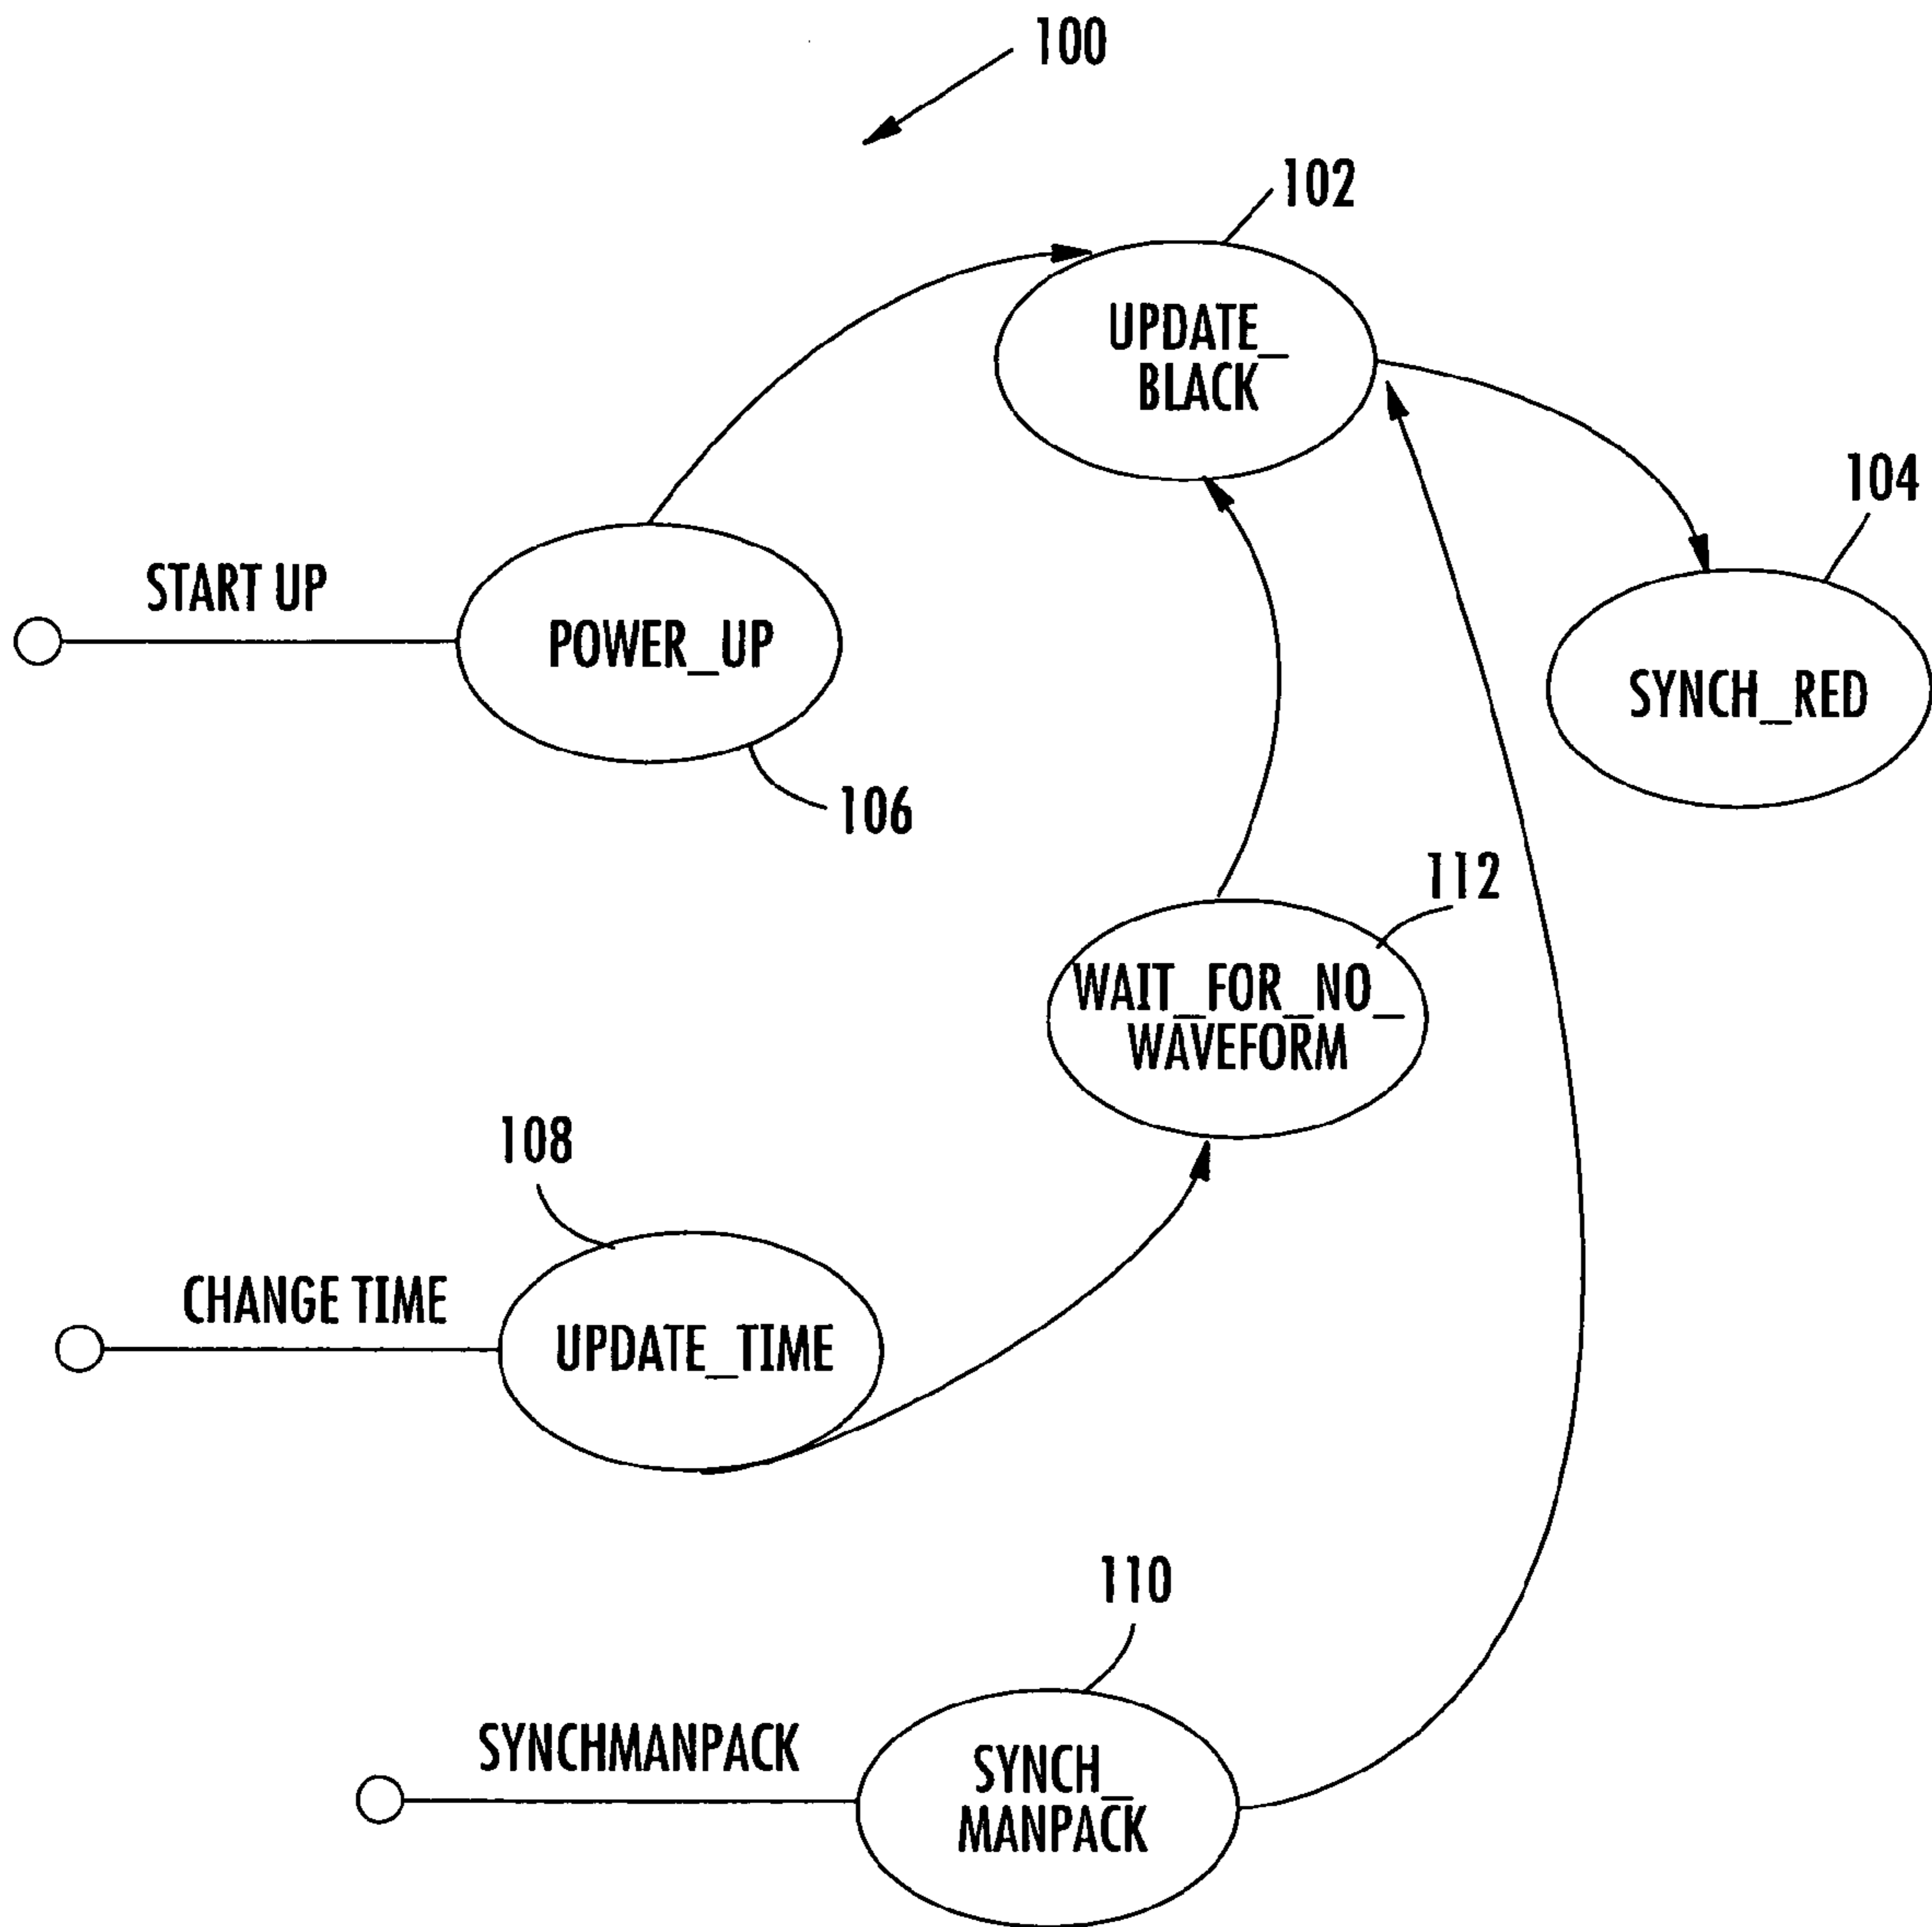 100
102
UPDATE_
BLACK
104
START UP
POWER_UP
SYNCH_RED
106
112
WAIT_FOR_NO_
WAVEFORM
108
CHANGE TIME
UPDATE_TIME
110
SYNCHMANPACK
SYNCH_
MANPACK